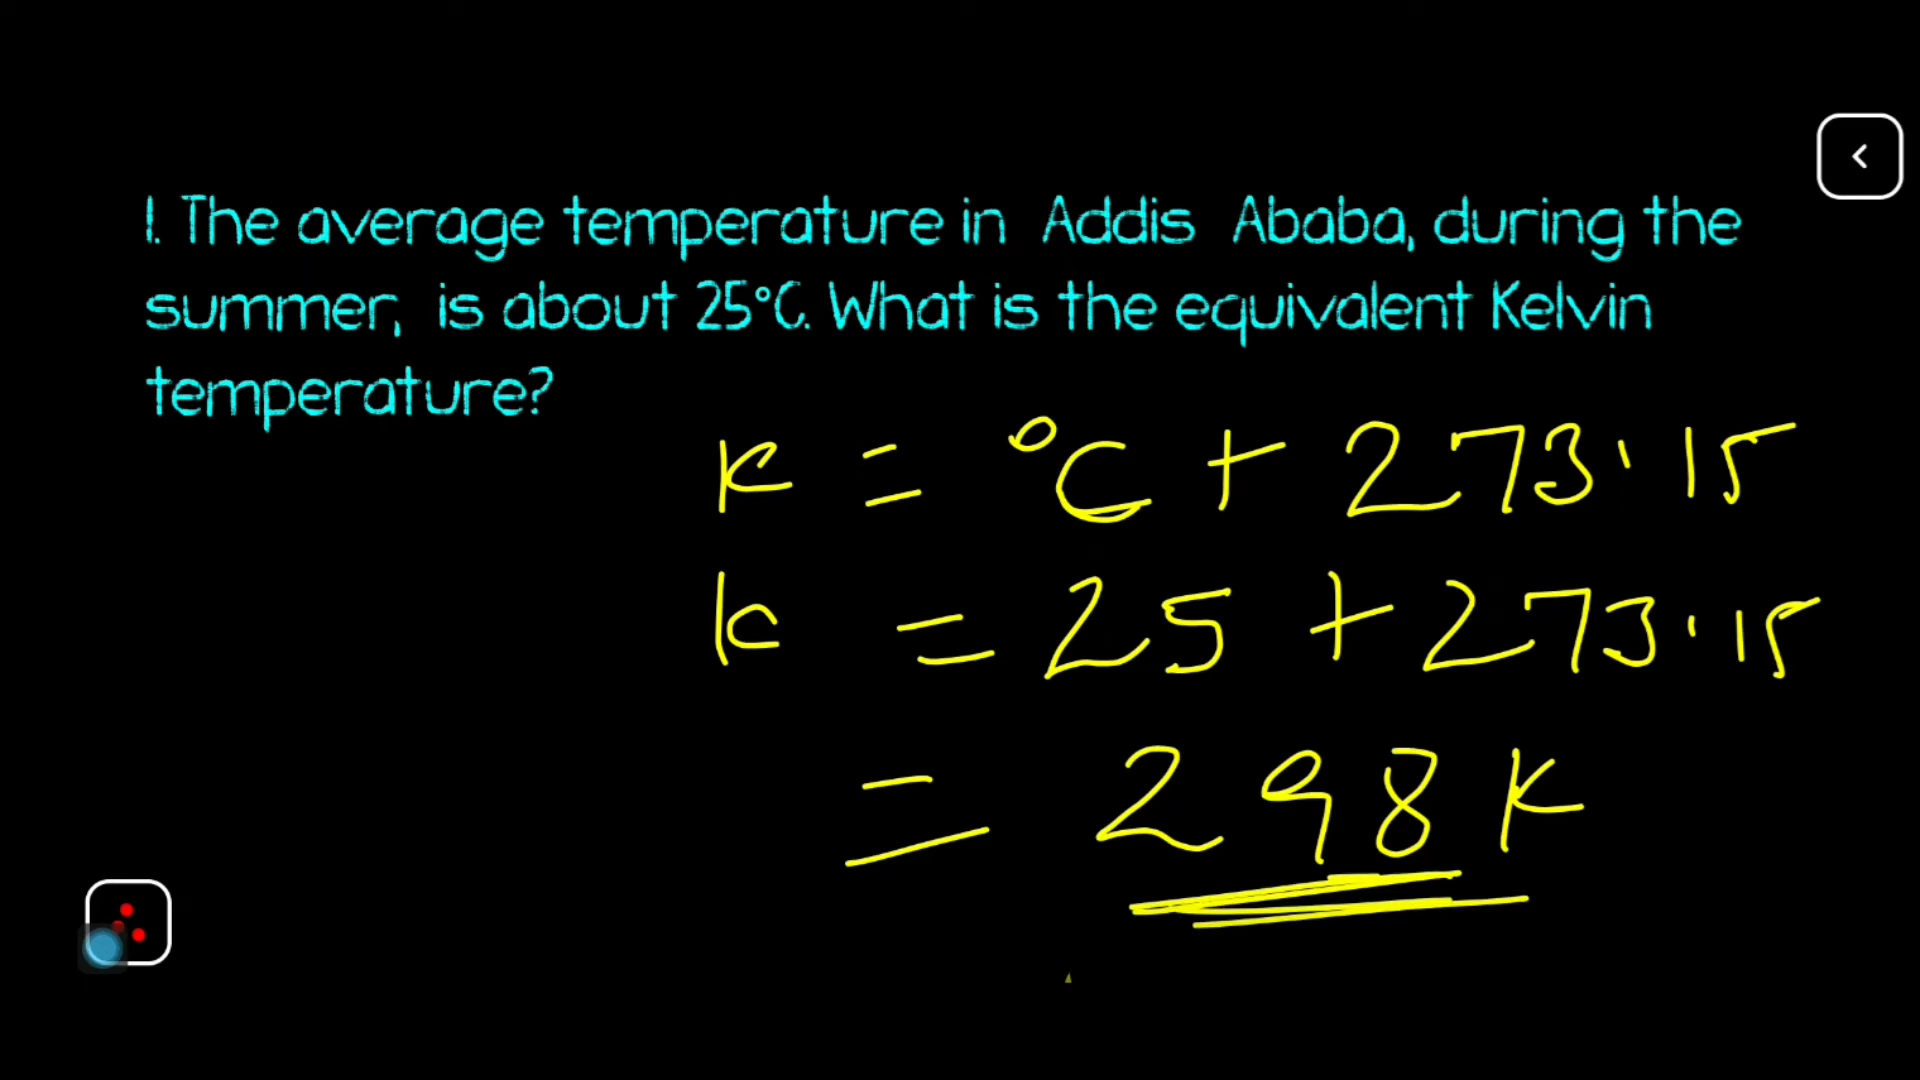 1. The average temperature in Addis Ababa, during the
summer, is about 25°C. What is the equivalent Kelvin
temperature?
K = °C + 273.15
K = 25 + 273.15
= 298 K